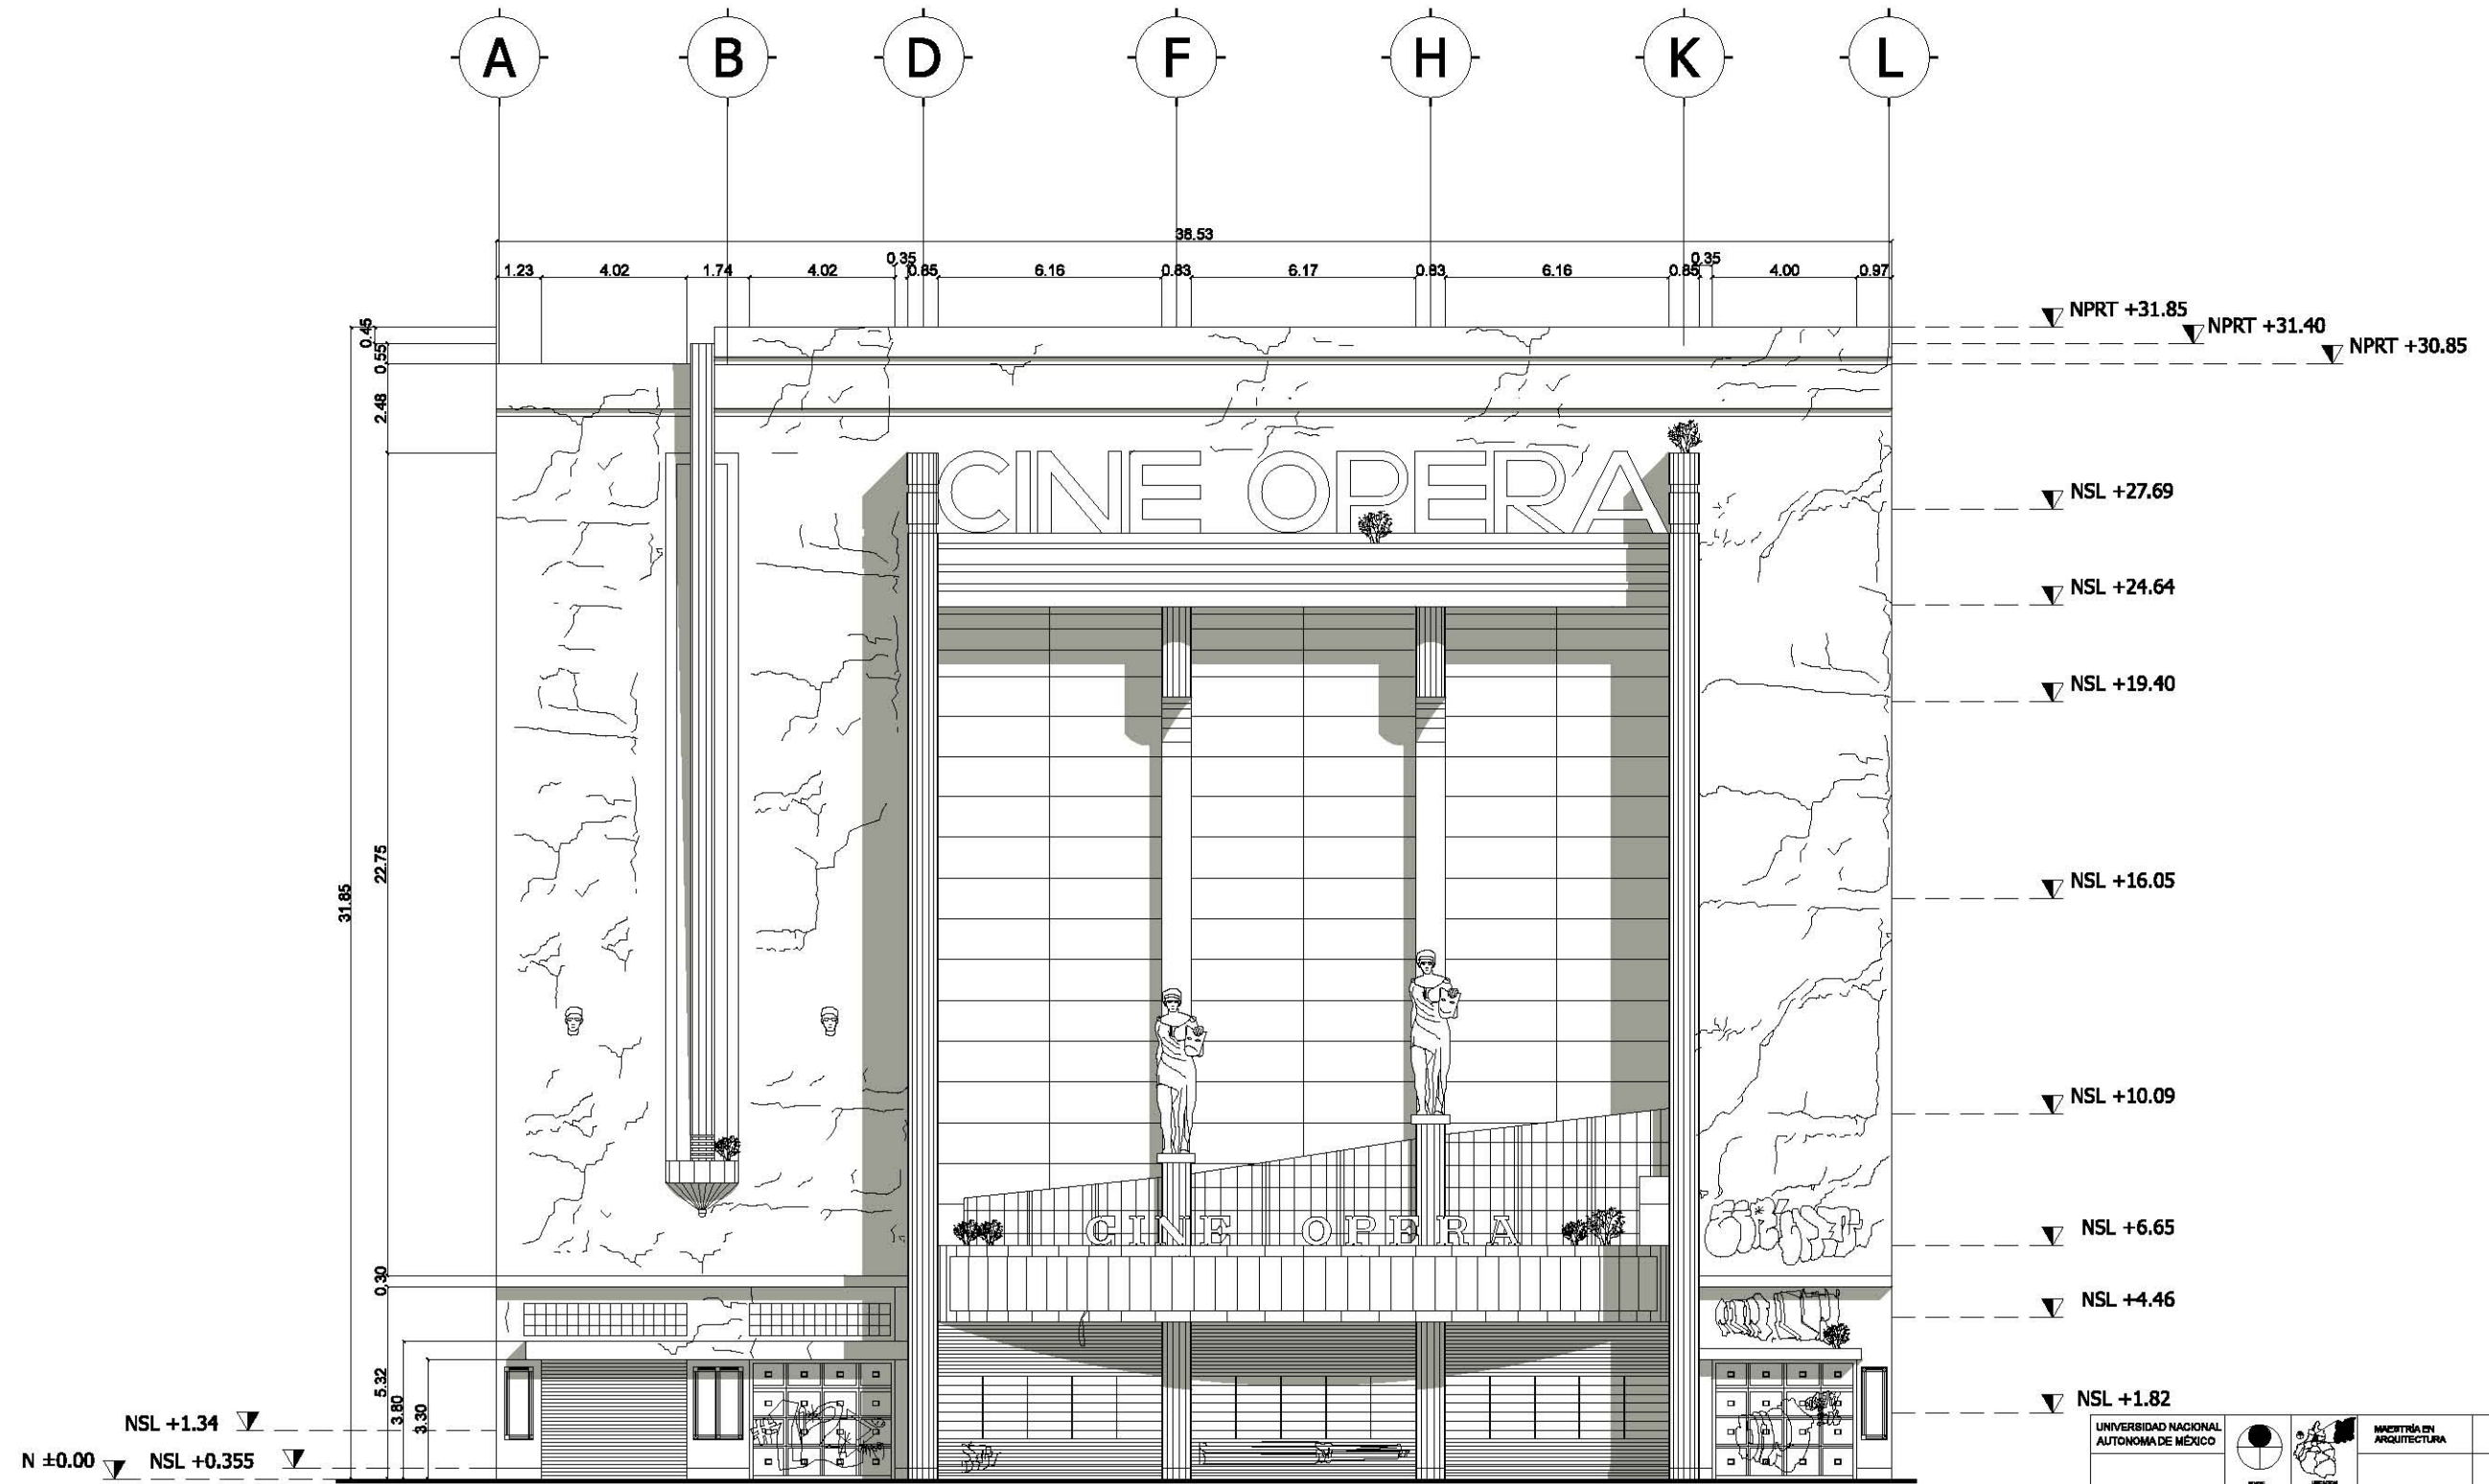 A B D F H K L
38.53
1.23 4.02 1.74 4.02 0.35 0.85 6.16 0.83 6.17 0.83 6.16 0.85 0.35 4.00 0.97
NPRT +31.85
NPRT +31.40
NPRT +30.85
0.45
0.55
2.48
CINE OPERA
NSL +27.69
NSL +24.64
NSL +19.40
22.75
31.85
NSL +16.05
NSL +10.09
CINE OPERA
NSL +6.65
0.30
NSL +4.46
5.32
3.80
3.30
NSL +1.82
NSL +1.34
N ±0.00 NSL +0.355
UNIVERSIDAD NACIONAL
AUTONOMA DE MÉXICO
MAESTRÍA EN
ARQUITECTURA